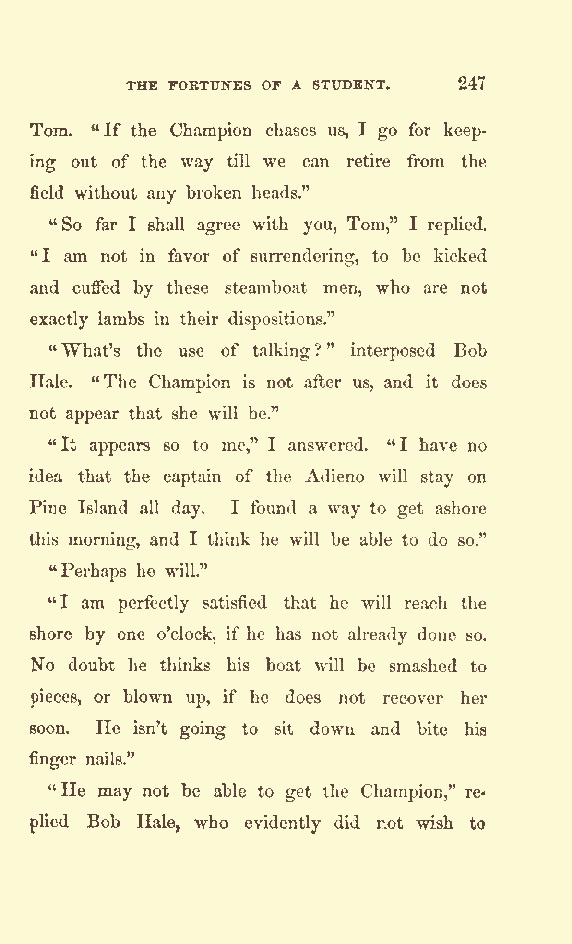 THE FORTUNES OF A STUDENT. 247
Tom. “If the Champion chases us, I go for keep-
ing out of the way till we can retire from the
field without any broken heads.”
“So far I shall agree with you, Tom,” I replied.
“I am not in favor of surrendering, to be kicked
and cuffed by these steamboat men, who are not
exactly lambs in their dispositions.”
“What’s the use of talking?” interposed Bob
Hale. “The Champion is not after us, and it does
not appear that she will be.”
“It appears so to me,” I answered. “I have no
idea that the captain of the Adieno will stay on
Pine Island all day. I found a way to get ashore
this morning, and I think he will be able to do so.”
“Perhaps he will.”
“I am perfectly satisfied that he will reach the
shore by one o’clock, if he has not already done so.
No doubt he thinks his boat will be smashed to
pieces, or blown up, if he does not recover her
soon. He isn’t going to sit down and bite his
finger nails.”
“He may not be able to get the Champion,” re-
plied Bob Hale, who evidently did not wish to